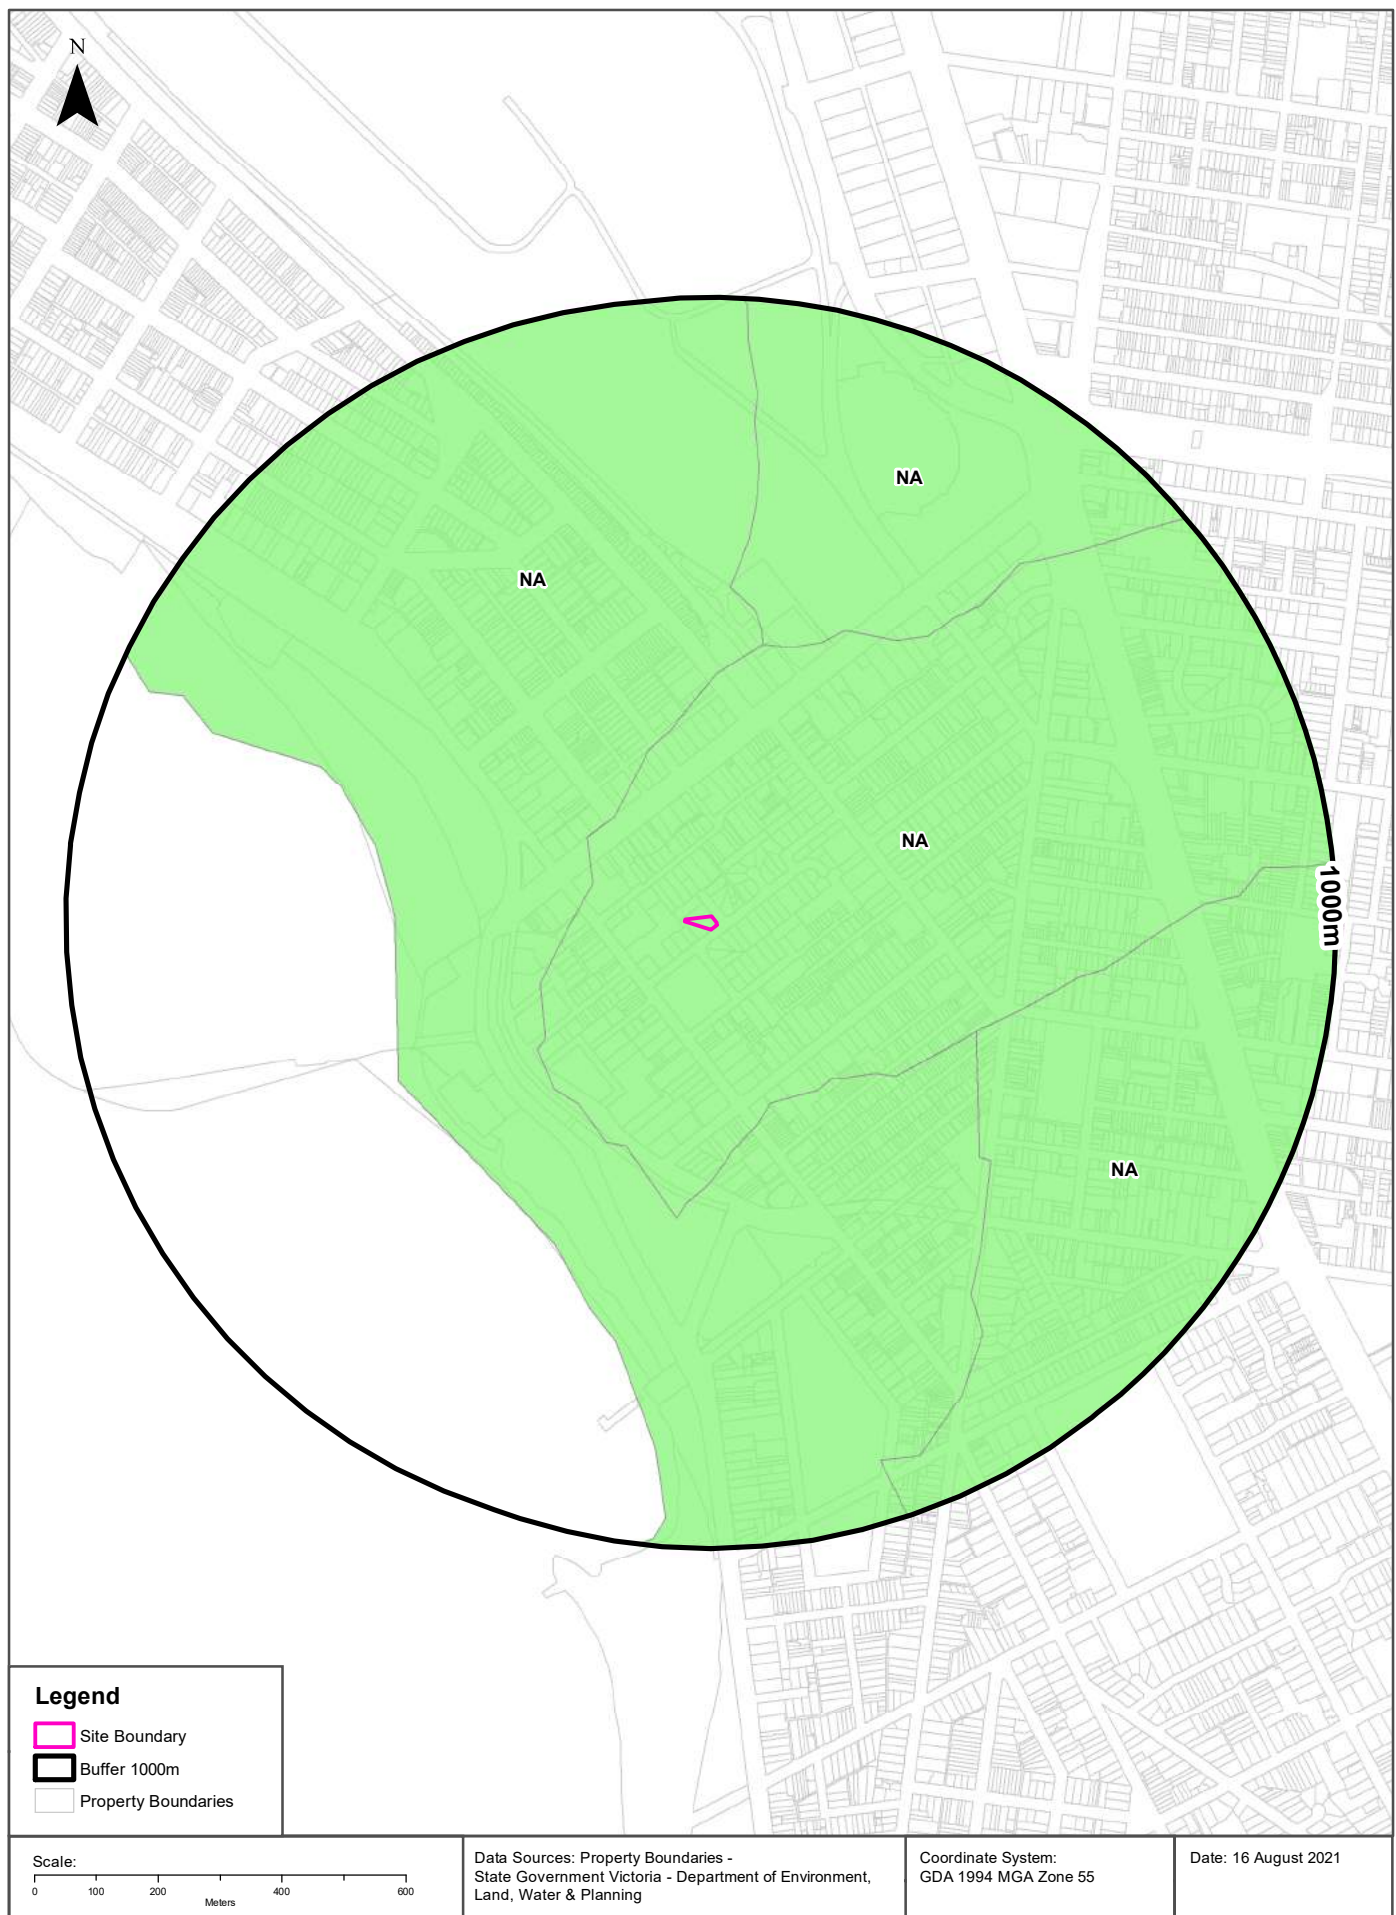 N
NA
NA
NA
1000m
NA
Legend
Site Boundary
Buffer 1000m
Property Boundaries
Scale:
0 100 200 400 600
Meters
Data Sources: Property Boundaries -
State Government Victoria - Department of Environment,
Land, Water & Planning
Coordinate System:
GDA 1994 MGA Zone 55
Date: 16 August 2021